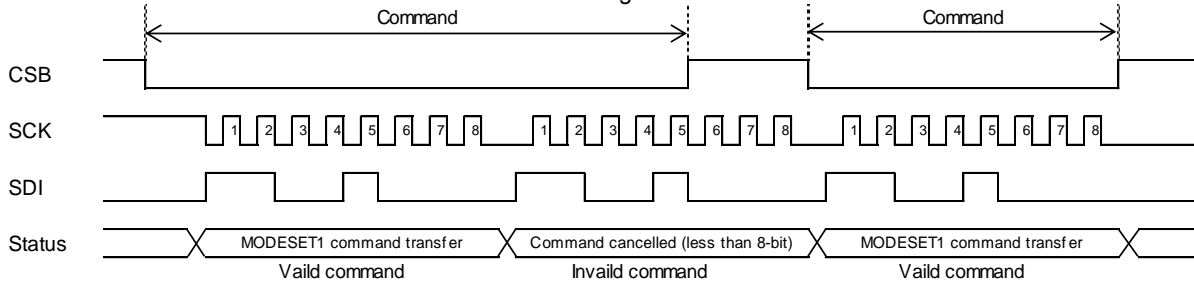 Command Command
CSB
SCK 1 2 3 4 5 6 7 8 1 2 3 4 5 6 7 8 1 2 3 4 5 6 7 8
SDI
Status MODESET1 command transfer Command cancelled (less than 8-bit) MODESET1 command transfer
Vaild command Invaild command Vaild command